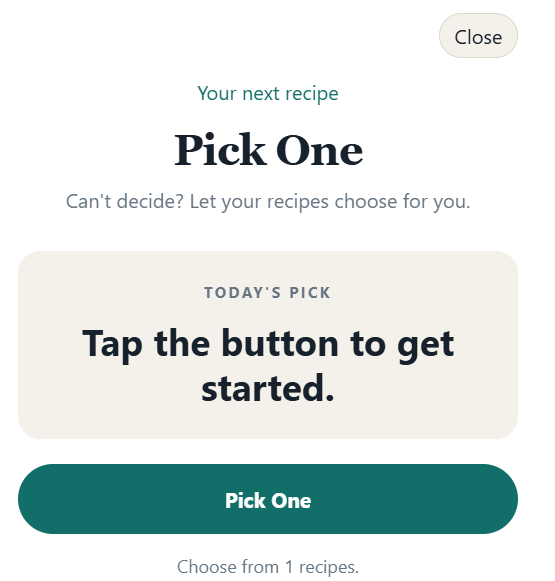 Close
Your next recipe
Pick One
Can't decide? Let your recipes choose for you.
TODAY'S PICK
Tap the button to get
started.
Pick One
Choose from 1 recipes.